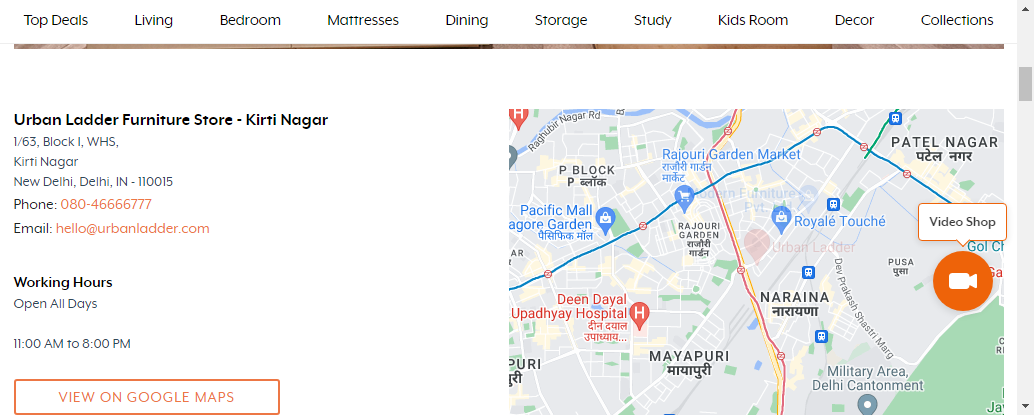 Top Deals
Living
Bedroom
Mattresses
Dining
Storage
Study
Kids Room
Decor
Collections
Urban Ladder Furniture Store - Kirti Nagar
1/63, Block I, WHS,
Kirti Nagar
New Delhi, Delhi, IN - 110015
Phone: 080-46666777
Email: hello@urbanladder.com
Working Hours
Open All Days
11:00 AM to 8:00 PM
VIEW ON GOOGLE MAPS
Raghubir Nagar Rd
PATEL NAGAR
पटेल नगर
Rajouri Garden Market
राजौरी गार्डन
मार्केट
P BLOCK
P ब्लॉक
Modern Furniture
Pacific Mall
agore Garden
पैसिफिक मॉल
Royalé Touché
RAJOURI
GARDEN
राजौरी
गार्डन
Urban Ladder
Video Shop
Gol Ch
PUSA
पुसा
Dev Prakash Shastri Marg
Deen Dayal
Upadhyay Hospital
दीन दयाल
उपाध्याय...
NARAINA
नारायणा
MAYAPURI
मायापुरी
PURI
Military Area,
Delhi Cantonment